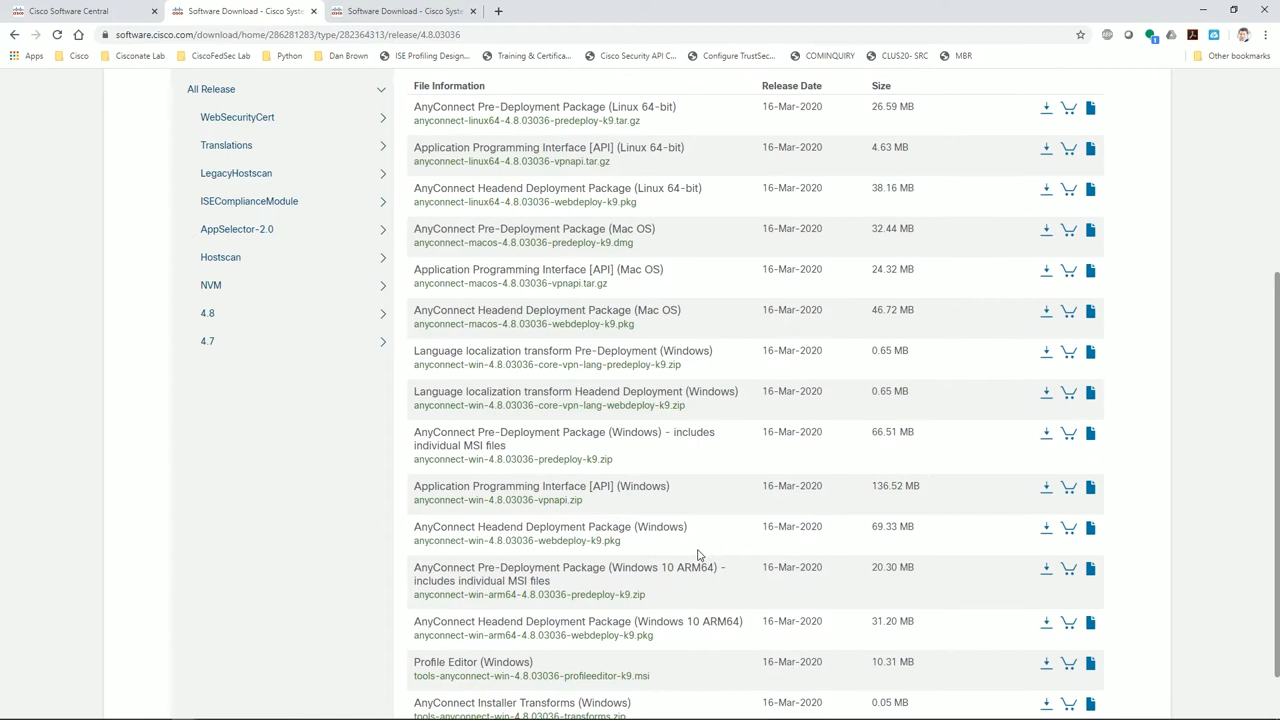 Cisco Software Central
Software Download - Cisco Syste
Software Download - Cisco Syste
software.cisco.com/download/home/286281283/type/282364313/release/4.8.03036
Apps
Cisco
Cisconate Lab
CiscoFedSec Lab
Python
Dan Brown
ISE Profiling Design...
Training & Certifica...
Cisco Security API C...
Configure TrustSec...
COMINQUIRY
CLUS20- SRC
MBR
Other bookmarks
All Release
WebSecurityCert
Translations
LegacyHostscan
ISEComplianceModule
AppSelector-2.0
Hostscan
NVM
4.8
4.7
File Information Release Date Size
AnyConnect Pre-Deployment Package (Linux 64-bit) 16-Mar-2020 26.59 MB
anyconnect-linux64-4.8.03036-predeploy-k9.tar.gz
Application Programming Interface [API] (Linux 64-bit) 16-Mar-2020 4.63 MB
anyconnect-linux64-4.8.03036-vpnapi.tar.gz
AnyConnect Headend Deployment Package (Linux 64-bit) 16-Mar-2020 38.16 MB
anyconnect-linux64-4.8.03036-webdeploy-k9.pkg
AnyConnect Pre-Deployment Package (Mac OS) 16-Mar-2020 32.44 MB
anyconnect-macos-4.8.03036-predeploy-k9.dmg
Application Programming Interface [API] (Mac OS) 16-Mar-2020 24.32 MB
anyconnect-macos-4.8.03036-vpnapi.tar.gz
AnyConnect Headend Deployment Package (Mac OS) 16-Mar-2020 46.72 MB
anyconnect-macos-4.8.03036-webdeploy-k9.pkg
Language localization transform Pre-Deployment (Windows) 16-Mar-2020 0.65 MB
anyconnect-win-4.8.03036-core-vpn-lang-predeploy-k9.zip
Language localization transform Headend Deployment (Windows) 16-Mar-2020 0.65 MB
anyconnect-win-4.8.03036-core-vpn-lang-webdeploy-k9.zip
AnyConnect Pre-Deployment Package (Windows) - includes 16-Mar-2020 66.51 MB
individual MSI files
anyconnect-win-4.8.03036-predeploy-k9.zip
Application Programming Interface [API] (Windows) 16-Mar-2020 136.52 MB
anyconnect-win-4.8.03036-vpnapi.zip
AnyConnect Headend Deployment Package (Windows) 16-Mar-2020 69.33 MB
anyconnect-win-4.8.03036-webdeploy-k9.pkg
AnyConnect Pre-Deployment Package (Windows 10 ARM64) - 16-Mar-2020 20.30 MB
includes individual MSI files
anyconnect-win-arm64-4.8.03036-predeploy-k9.zip
AnyConnect Headend Deployment Package (Windows 10 ARM64) 16-Mar-2020 31.20 MB
anyconnect-win-arm64-4.8.03036-webdeploy-k9.pkg
Profile Editor (Windows) 16-Mar-2020 10.31 MB
tools-anyconnect-win-4.8.03036-profileeditor-k9.msi
AnyConnect Installer Transforms (Windows) 16-Mar-2020 0.05 MB
tools-anyconnect-win-4.8.03036-transforms.zip